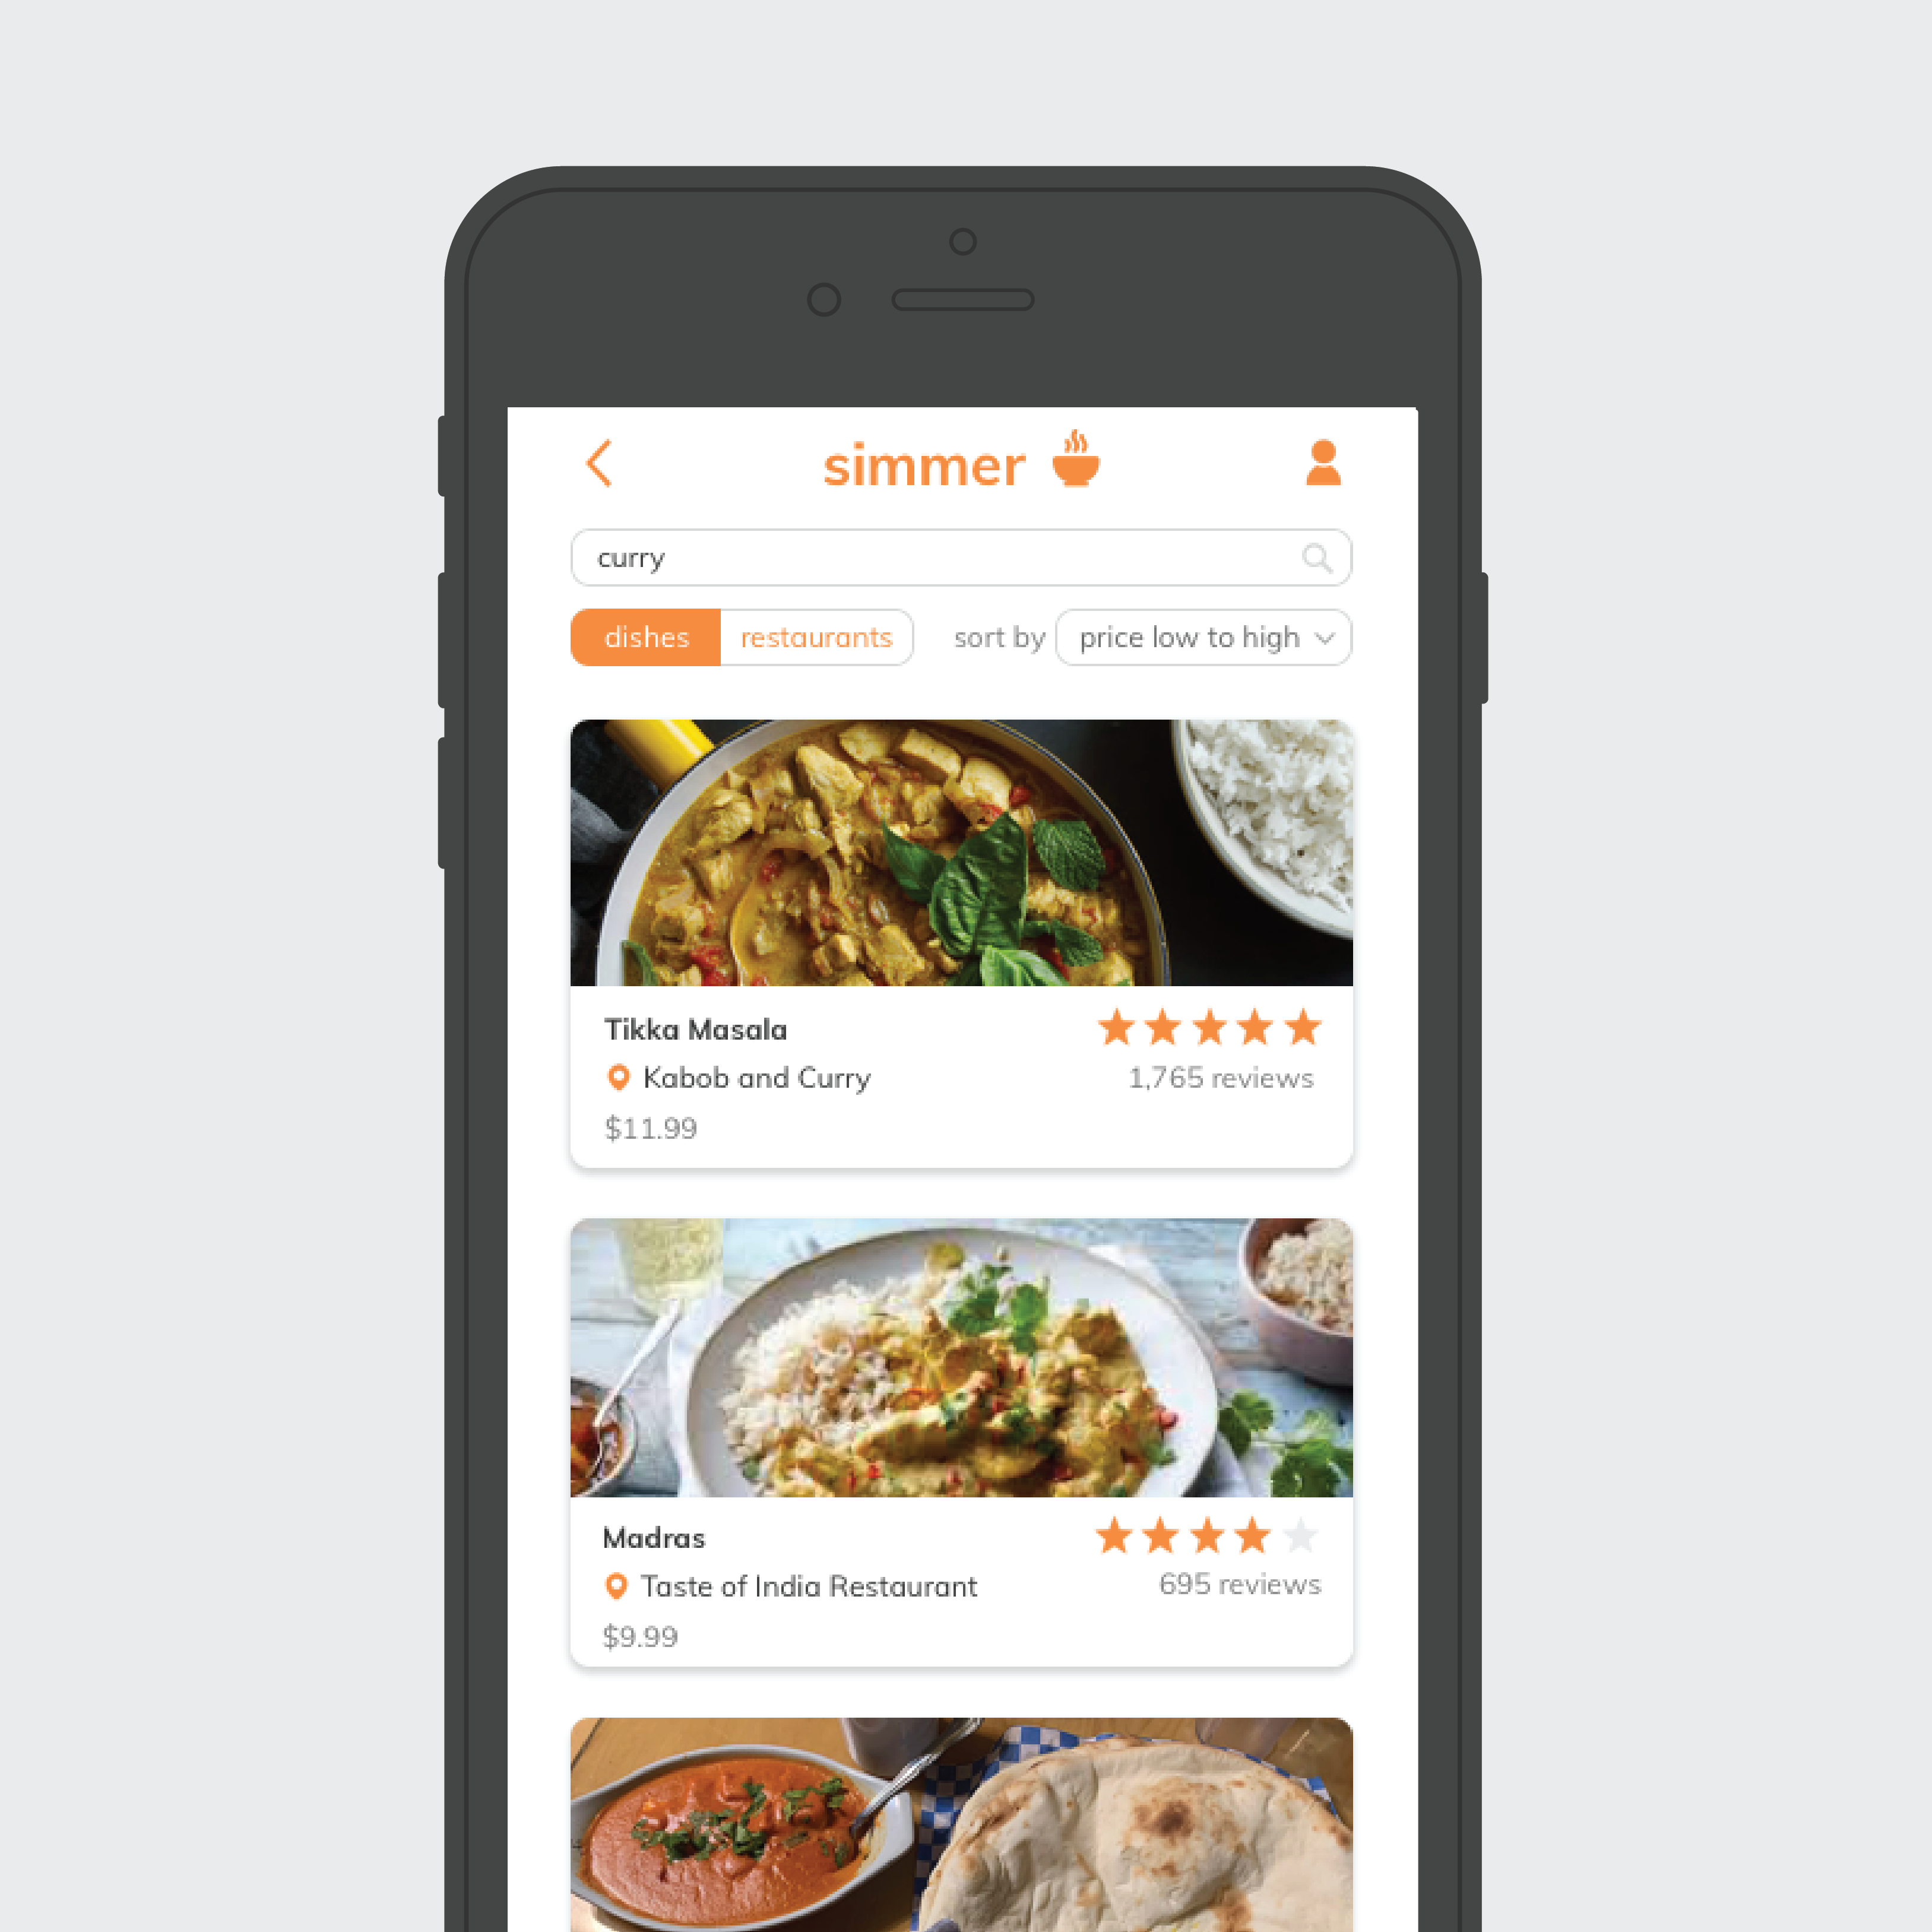 simmer
curry
dishes restaurants sort by price low to high
Tikka Masala
Kabob and Curry 1,765 reviews
$11.99
Madras
Taste of India Restaurant 695 reviews
$9.99